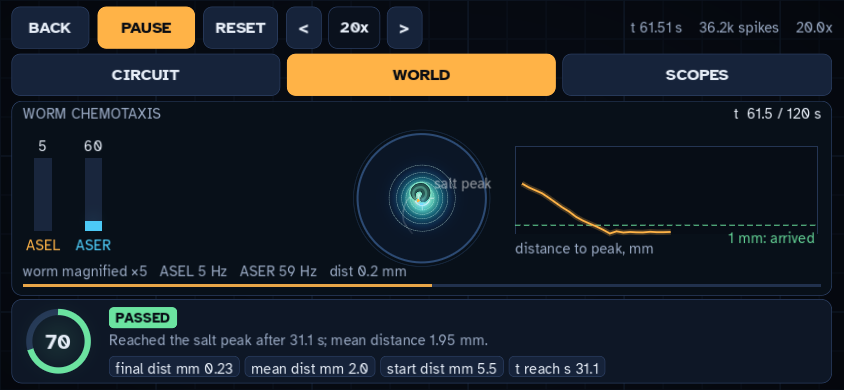 BACK PAUSE RESET < 20x > t 61.51 s 36.2k spikes 20.0x
CIRCUIT WORLD SCOPES
WORM CHEMOTAXIS t 61.5 / 120 s
5 60
salt peak
ASEL ASER
distance to peak, mm 1 mm: arrived
worm magnified ×5 ASEL 5 Hz ASER 59 Hz dist 0.2 mm
PASSED
70
Reached the salt peak after 31.1 s; mean distance 1.95 mm.
final dist mm 0.23 mean dist mm 2.0 start dist mm 5.5 t reach s 31.1